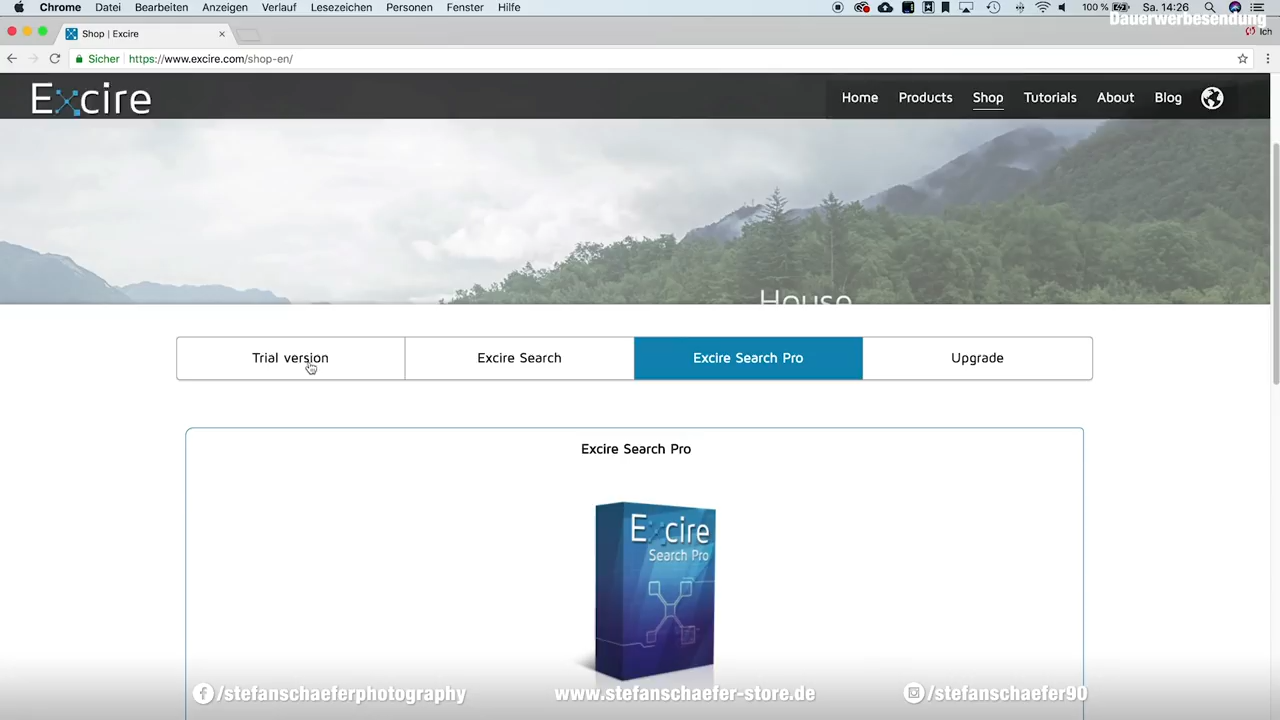 Chrome Datei Bearbeiten Anzeigen Verlauf Lesezeichen Personen Fenster Hilfe 100 % Sa. 14:26
Dauerwerbesendung
Shop | Excire Ich
Sicher https://www.excire.com/shop-en/
Excire Home Products Shop Tutorials About Blog
House
Trial version Excire Search Excire Search Pro Upgrade
Excire Search Pro
Excire
Search Pro
/stefanschaeferphotography www.stefanschaefer-store.de /stefanschaefer90